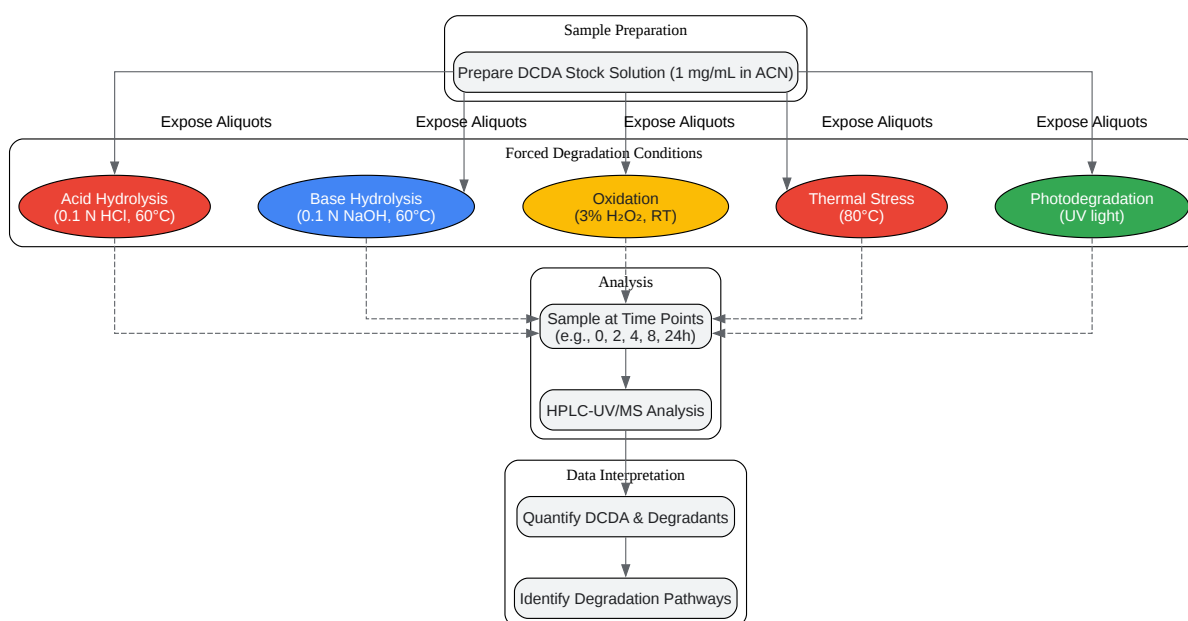 Sample Preparation
Prepare DCDA Stock Solution (1 mg/mL in ACN)
Expose Aliquots
Expose Aliquots
Expose Aliquots
Expose Aliquots
Expose Aliquots
Forced Degradation Conditions
Acid Hydrolysis
(0.1 N HCl, 60°C)
Base Hydrolysis
(0.1 N NaOH, 60°C)
Oxidation
(3% H₂O₂, RT)
Thermal Stress
(80°C)
Photodegradation
(UV light)
Analysis
Sample at Time Points
(e.g., 0, 2, 4, 8, 24h)
HPLC-UV/MS Analysis
Data Interpretation
Quantify DCDA & Degradants
Identify Degradation Pathways